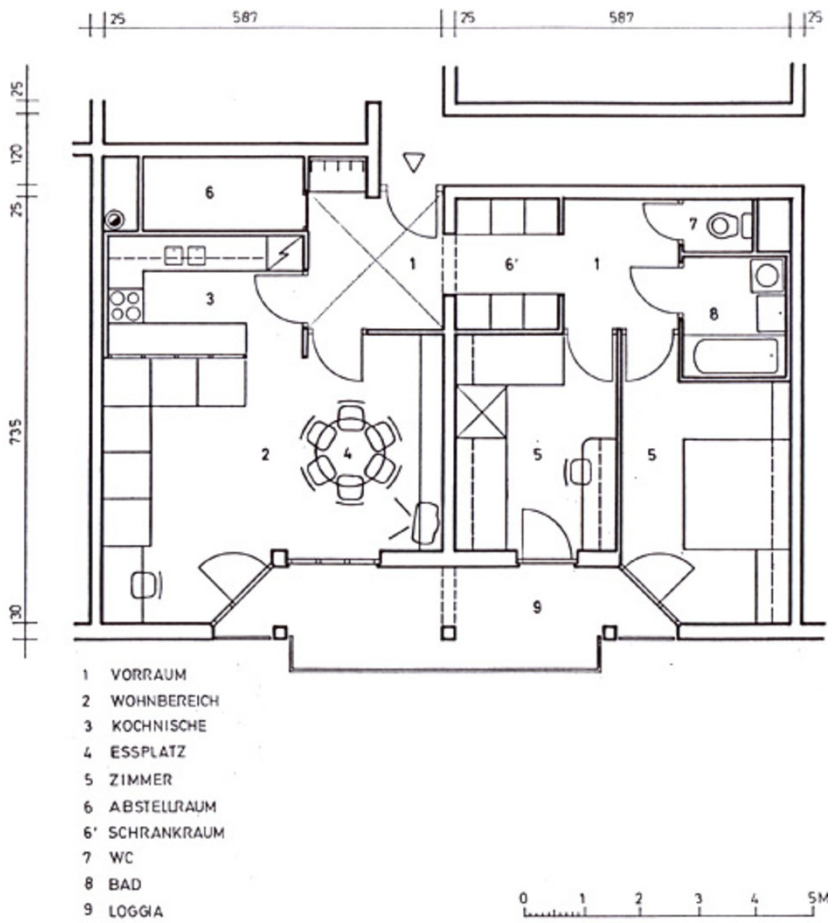 25 587 25 587 25
25
120
25
735
30
6
1
6'
1
7
3
8
2
4
5
5
9
1 VORRAUM
2 WOHNBEREICH
3 KOCHNISCHE
4 ESSPLATZ
5 ZIMMER
6 ABSTELLRAUM
6' SCHRANKRAUM
7 WC
8 BAD
9 LOGGIA
0 1 2 3 4 5M